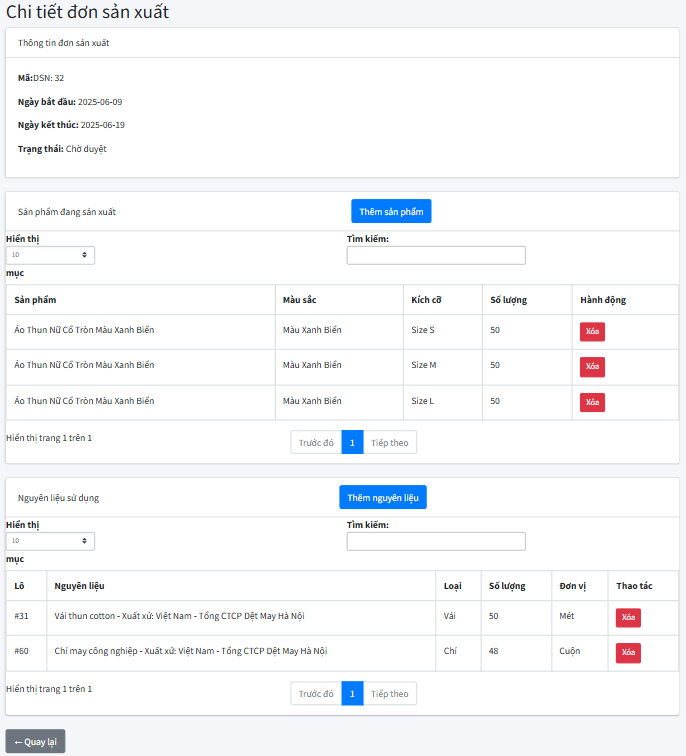 Chi tiết đơn sản xuất
Thông tin đơn sản xuất
Mã:DSN: 32
Ngày bắt đầu: 2025-06-09
Ngày kết thúc: 2025-06-19
Trạng thái: Chờ duyệt
Sản phẩm đang sản xuất Thêm sản phẩm
Hiển thị Tìm kiếm:
10
mục
Sản phẩm Màu sắc Kích cỡ Số lượng Hành động
Áo Thun Nữ Cổ Tròn Màu Xanh Biển Màu Xanh Biển Size S 50 Xóa
Áo Thun Nữ Cổ Tròn Màu Xanh Biển Màu Xanh Biển Size M 50 Xóa
Áo Thun Nữ Cổ Tròn Màu Xanh Biển Màu Xanh Biển Size L 50 Xóa
Hiển thị trang 1 trên 1 Trước đó 1 Tiếp theo
Nguyên liệu sử dụng Thêm nguyên liệu
Hiển thị Tìm kiếm:
10
mục
Lô Nguyên liệu Loại Số lượng Đơn vị Thao tác
#31 Vải thun cotton - Xuất xứ: Việt Nam - Tổng CTCP Dệt May Hà Nội Vải 50 Mét Xóa
#60 Chỉ may công nghiệp - Xuất xứ: Việt Nam - Tổng CTCP Dệt May Hà Nội Chỉ 48 Cuộn Xóa
Hiển thị trang 1 trên 1 Trước đó 1 Tiếp theo
← Quay lại